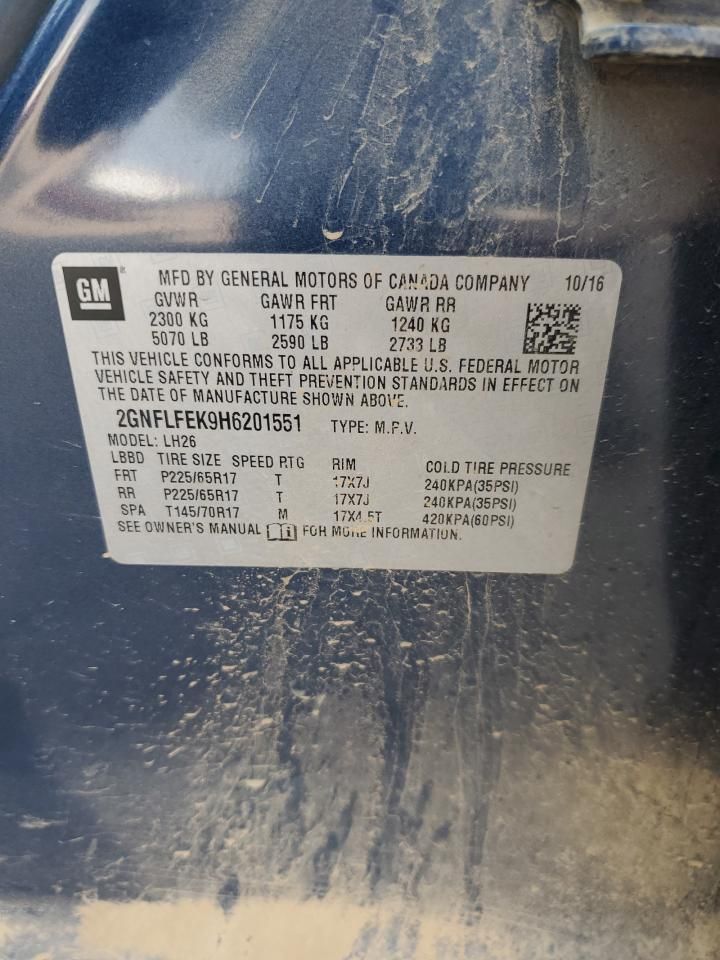 GM
MFD BY GENERAL MOTORS OF CANADA COMPANY 10/16
GVWR GAWR FRT GAWR RR
2300 KG 1175 KG 1240 KG
5070 LB 2590 LB 2733 LB
THIS VEHICLE CONFORMS TO ALL APPLICABLE U.S. FEDERAL MOTOR
VEHICLE SAFETY AND THEFT PREVENTION STANDARDS IN EFFECT ON
THE DATE OF MANUFACTURE SHOWN ABOVE.
2GNFLFEK9H6201551 TYPE: M.P.V.
MODEL: LH26
LBBD TIRE SIZE SPEED RTG RIM COLD TIRE PRESSURE
FRT P225/65R17 T 17X7J 240KPA(35PSI)
RR P225/65R17 T 17X7J 240KPA(35PSI)
SPA T145/70R17 M 17X4.5T 420KPA(60PSI)
SEE OWNER'S MANUAL FOR MORE INFORMATION.